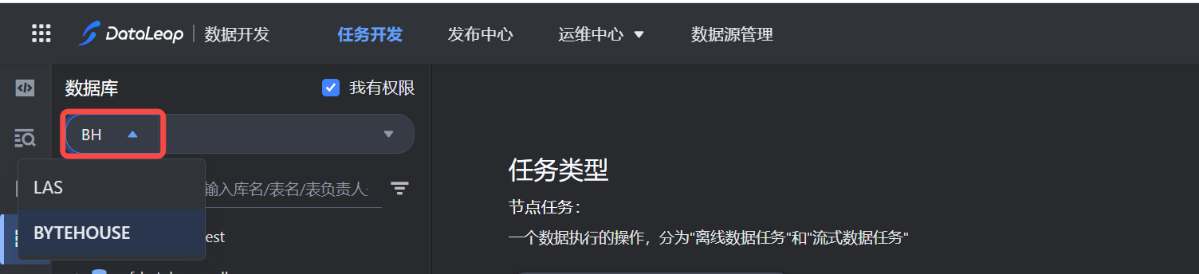 DataLeap 数据开发 任务开发 发布中心 运维中心 数据源管理
数据库 我有权限
BH
LAS
输入库名/表名/表负责人
BYTEHOUSE
est
任务类型
节点任务：
一个数据执行的操作，分为"离线数据任务"和"流式数据任务"